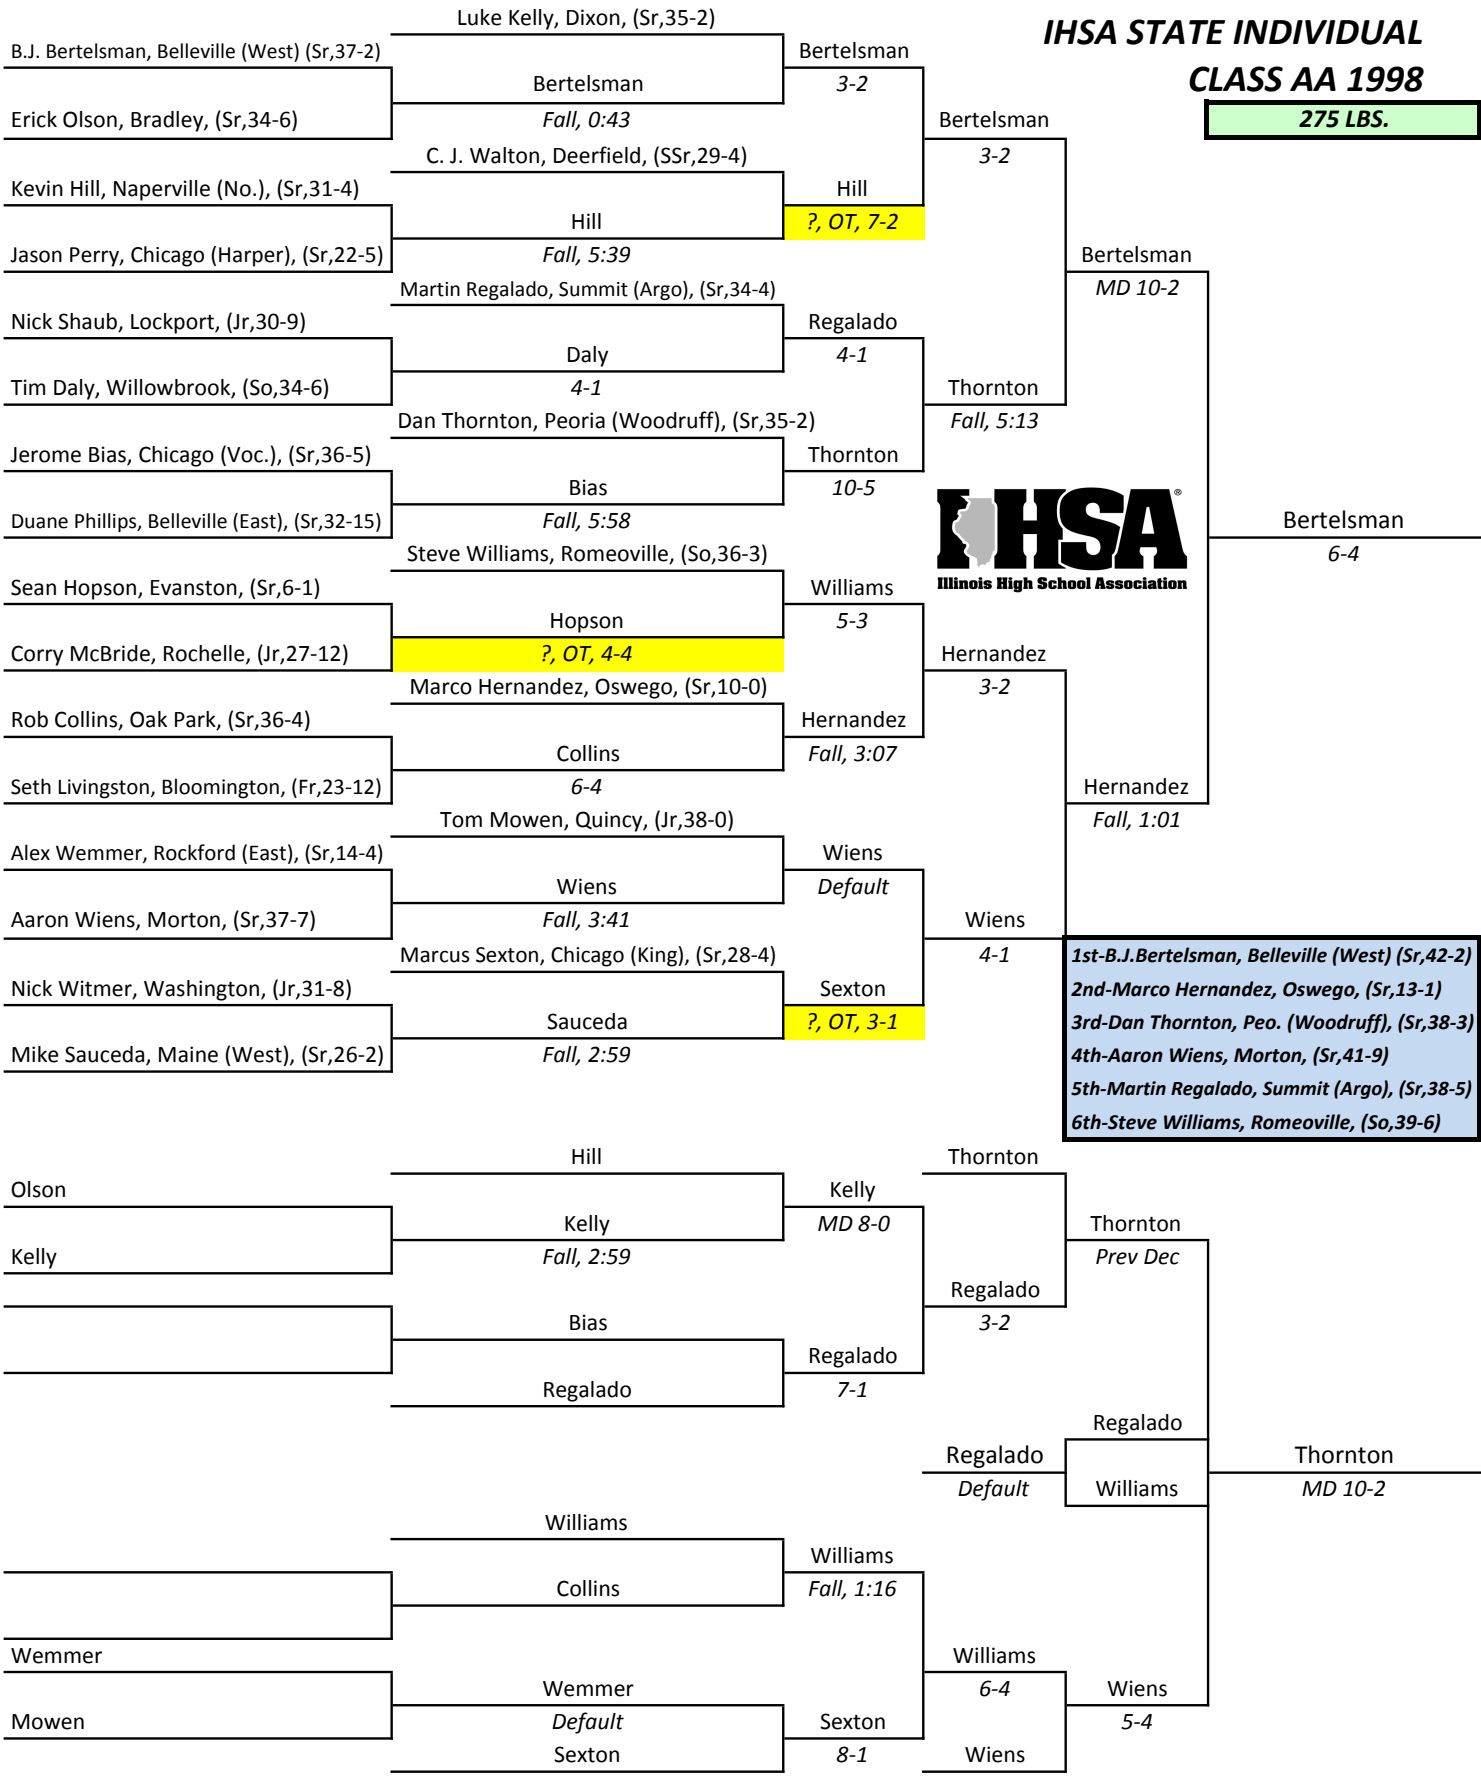 IHSA STATE INDIVIDUAL
CLASS AA 1998
275 LBS.
Luke Kelly, Dixon, (Sr,35-2)
B.J. Bertelsman, Belleville (West) (Sr,37-2)
Bertelsman
Bertelsman
3-2
Erick Olson, Bradley, (Sr,34-6)
Fall, 0:43
Bertelsman
C. J. Walton, Deerfield, (SSr,29-4)
3-2
Kevin Hill, Naperville (No.), (Sr,31-4)
Hill
Hill
?, OT, 7-2
Jason Perry, Chicago (Harper), (Sr,22-5)
Fall, 5:39
Bertelsman
Martin Regalado, Summit (Argo), (Sr,34-4)
MD 10-2
Nick Shaub, Lockport, (Jr,30-9)
Regalado
Daly
4-1
Tim Daly, Willowbrook, (So,34-6)
4-1
Thornton
Dan Thornton, Peoria (Woodruff), (Sr,35-2)
Fall, 5:13
Jerome Bias, Chicago (Voc.), (Sr,36-5)
Thornton
Bias
10-5
Duane Phillips, Belleville (East), (Sr,32-15)
Fall, 5:58
IHSA®
Illinois High School Association
Bertelsman
6-4
Steve Williams, Romeoville, (So,36-3)
Sean Hopson, Evanston, (Sr,6-1)
Williams
Hopson
5-3
Corry McBride, Rochelle, (Jr,27-12)
?, OT, 4-4
Hernandez
Marco Hernandez, Oswego, (Sr,10-0)
3-2
Rob Collins, Oak Park, (Sr,36-4)
Hernandez
Collins
Fall, 3:07
Seth Livingston, Bloomington, (Fr,23-12)
6-4
Hernandez
Tom Mowen, Quincy, (Jr,38-0)
Fall, 1:01
Alex Wemmer, Rockford (East), (Sr,14-4)
Wiens
Wiens
Default
Aaron Wiens, Morton, (Sr,37-7)
Fall, 3:41
Wiens
Marcus Sexton, Chicago (King), (Sr,28-4)
4-1
Nick Witmer, Washington, (Jr,31-8)
Sexton
Sauceda
?, OT, 3-1
Mike Sauceda, Maine (West), (Sr,26-2)
Fall, 2:59
1st-B.J.Bertelsman, Belleville (West) (Sr,42-2)
2nd-Marco Hernandez, Oswego, (Sr,13-1)
3rd-Dan Thornton, Peo. (Woodruff), (Sr,38-3)
4th-Aaron Wiens, Morton, (Sr,41-9)
5th-Martin Regalado, Summit (Argo), (Sr,38-5)
6th-Steve Williams, Romeoville, (So,39-6)
Hill
Thornton
Olson
Kelly
Kelly
MD 8-0
Thornton
Kelly
Fall, 2:59
Prev Dec
Regalado
Bias
3-2
Regalado
Regalado
7-1
Regalado
Regalado
Thornton
Default
Williams
MD 10-2
Williams
Williams
Collins
Fall, 1:16
Wemmer
Williams
Wemmer
6-4
Wiens
Mowen
Default
Sexton
5-4
Sexton
8-1
Wiens